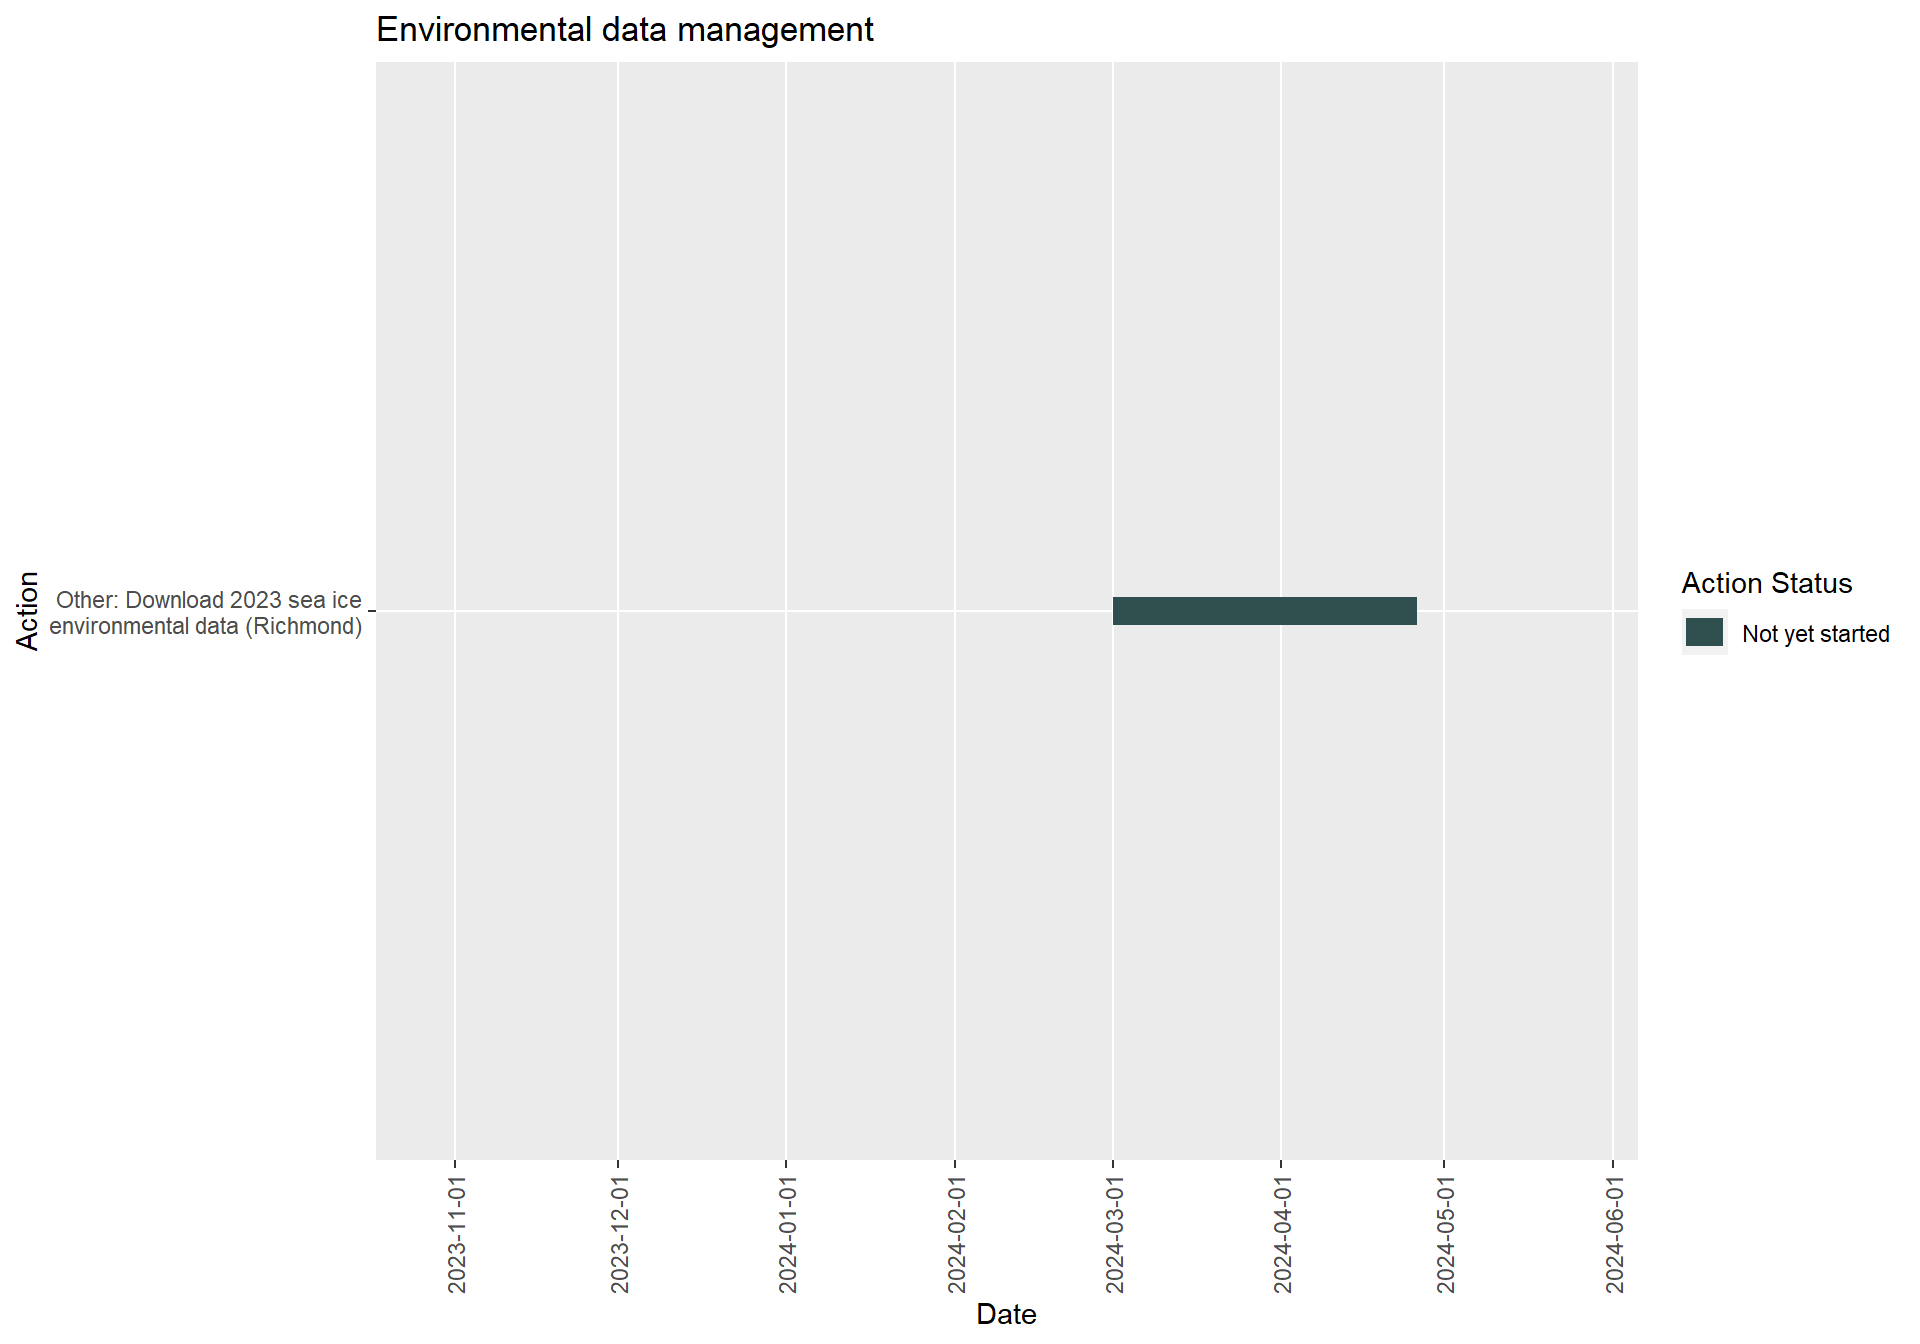 Environmental data management
Action
Other: Download 2023 sea ice
environmental data (Richmond)
Action Status
Not yet started
2023-11-01
2023-12-01
2024-01-01
2024-02-01
2024-03-01
2024-04-01
2024-05-01
2024-06-01
Date